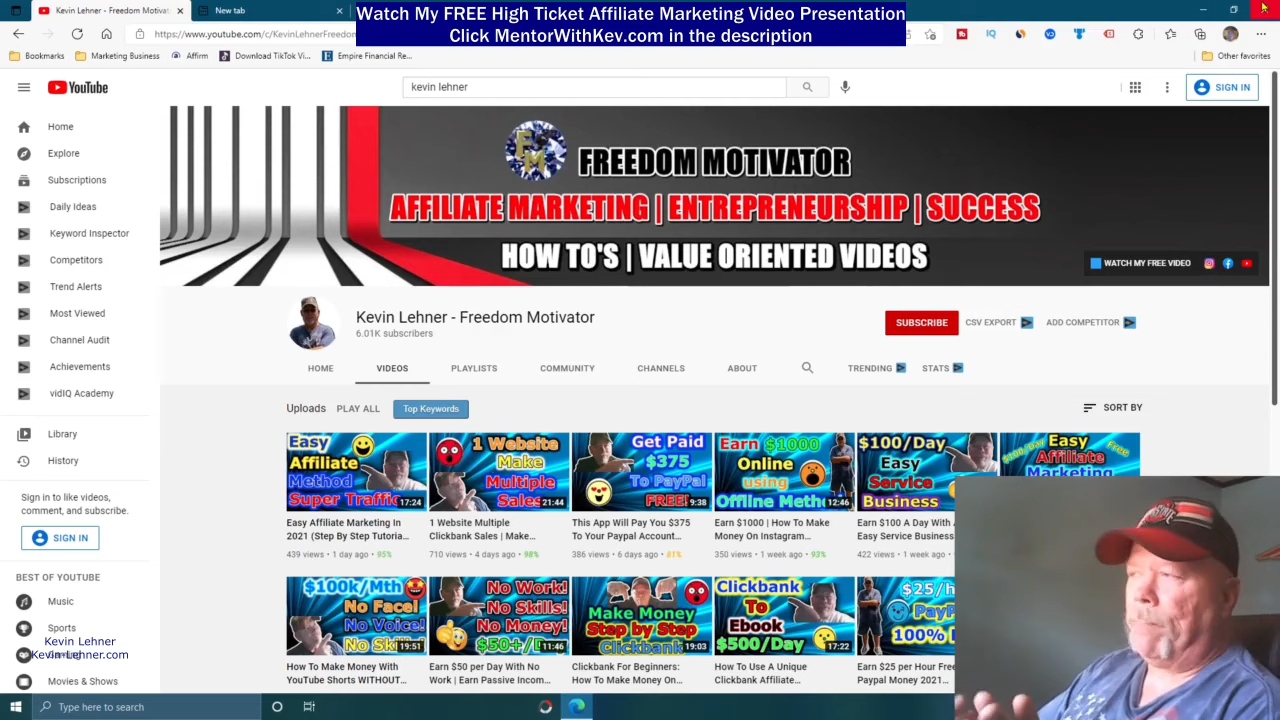 Kevin Lehner - Freedom Motivat
New tab
Watch My FREE High Ticket Affiliate Marketing Video Presentation
Click MentorWithKev.com in the description
https://www.youtube.com/c/KevinLehnerFreedom
Bookmarks
Marketing Business
Affirm
Download TikTok Vi...
Empire Financial Re...
Other favorites
YouTube
kevin lehner
SIGN IN
Home
Explore
Subscriptions
Daily Ideas
Keyword Inspector
Competitors
Trend Alerts
Most Viewed
Channel Audit
Achievements
vidIQ Academy
Library
History
Sign in to like videos,
comment, and subscribe.
SIGN IN
BEST OF YOUTUBE
Music
Sports
Kevin Lehner
Kevin-Lehner.com
Movies & Shows
FM
FREEDOM MOTIVATOR
AFFILIATE MARKETING | ENTREPRENEURSHIP | SUCCESS
HOW TO'S | VALUE ORIENTED VIDEOS
WATCH MY FREE VIDEO
Kevin Lehner - Freedom Motivator
6.01K subscribers
SUBSCRIBE
CSV EXPORT
ADD COMPETITOR
HOME
VIDEOS
PLAYLISTS
COMMUNITY
CHANNELS
ABOUT
TRENDING
STATS
Uploads
PLAY ALL
Top Keywords
SORT BY
Easy
Affiliate
Method
Super Traffic
17:24
Easy Affiliate Marketing In
2021 (Step By Step Tutoria...
439 views • 1 day ago • 95%
1 Website
Make
Multiple
Sales
21:44
1 Website Multiple
Clickbank Sales | Make...
710 views • 4 days ago • 98%
Get Paid
$375
To PayPal
FREE!
9:38
This App Will Pay You $375
To Your Paypal Account...
386 views • 6 days ago • 81%
Earn $1000
Online
using
Offline Meth
12:46
Earn $1000 | How To Make
Money On Instagram...
350 views • 1 week ago • 93%
$100/Day
Easy
Service
Business
Earn $100 A Day With
Easy Service Business
422 views • 1 week ago •
$100/Day
Easy
Free
Affiliate
Marketing
$100k/Mth
No Face!
No Voice!
No Skill
19:51
How To Make Money With
YouTube Shorts WITHOUT...
No Work!
No Skills!
No Money!
$50+/D
11:46
Earn $50 per Day With No
Work | Earn Passive Incom...
Make Money
Step by Step
Clickbank
19:03
Clickbank For Beginners:
How To Make Money On...
Clickbank
To
Ebook
$500/Day
17:22
How To Use A Unique
Clickbank Affiliate...
$25/h
PayP
100%
Earn $25 per Hour Free
Paypal Money 2021...
Type here to search